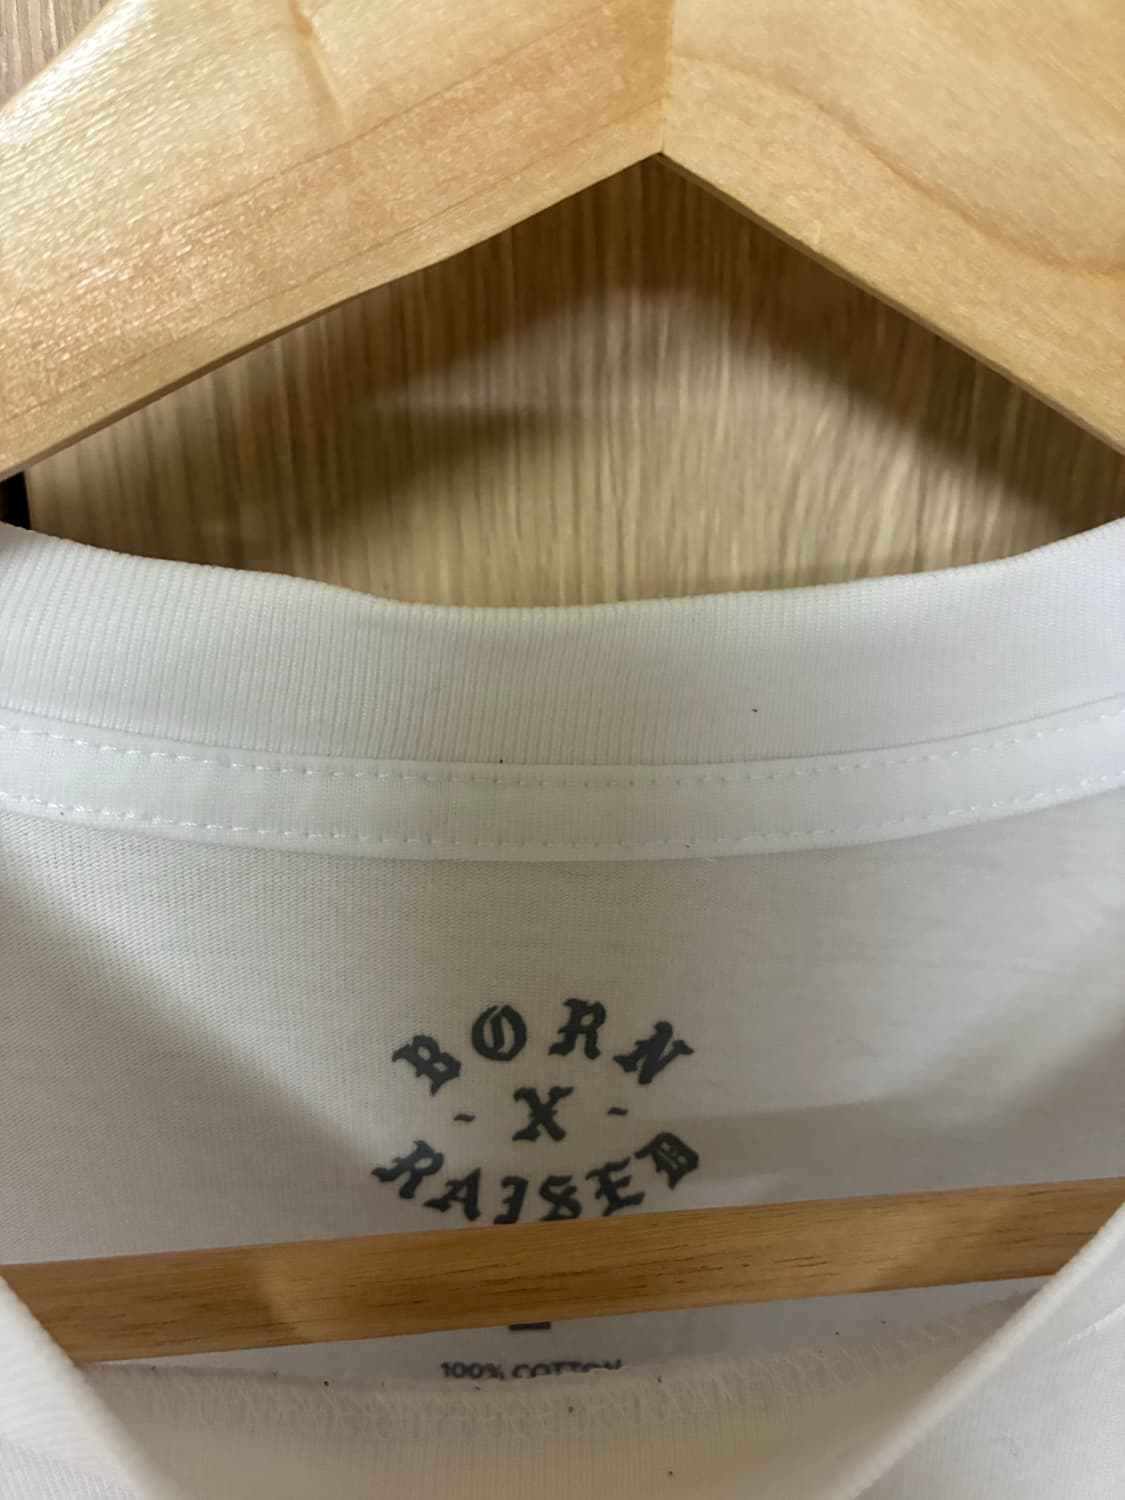 BORN
- X -
RAISED
100% COTTON